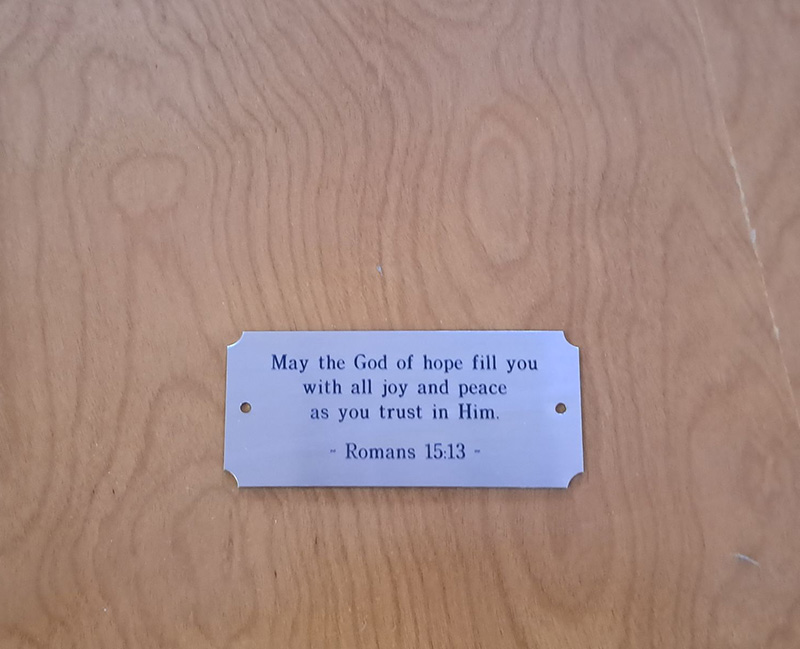 May the God of hope fill you
with all joy and peace
as you trust in Him.
- Romans 15:13 -